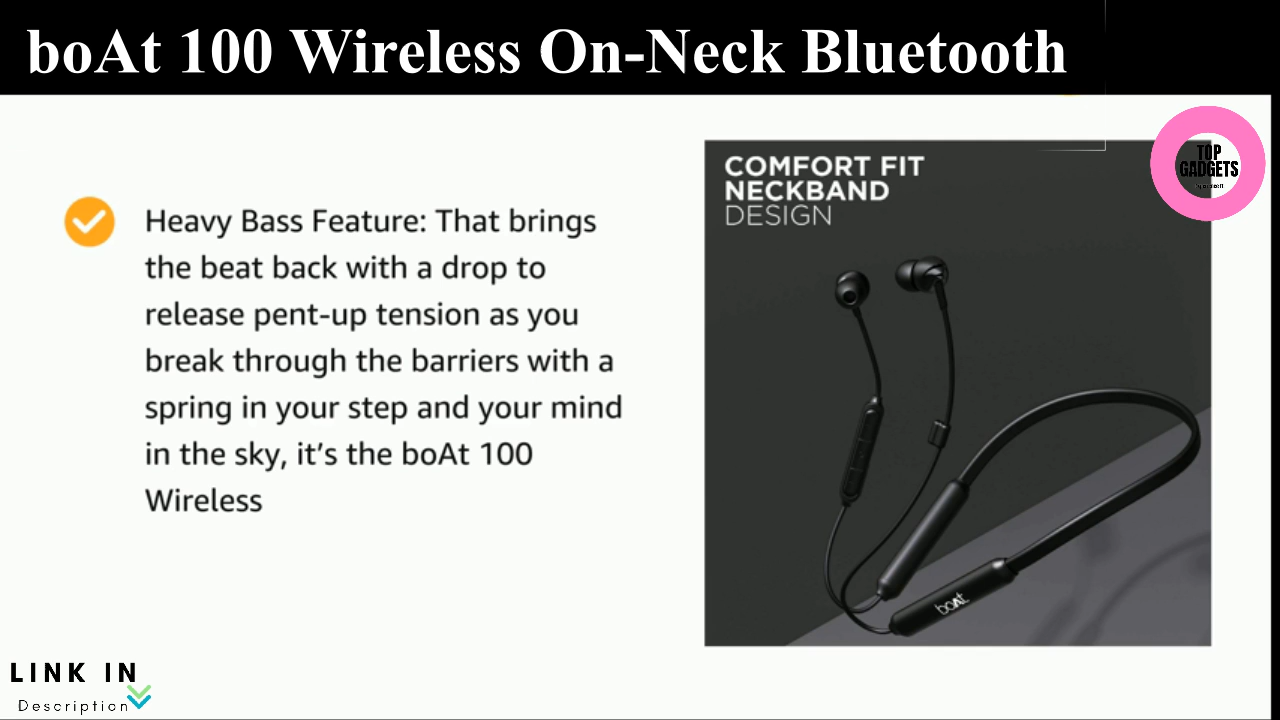 boAt 100 Wireless On-Neck Bluetooth
TOP
GADGETS
COMFORT FIT
NECKBAND
DESIGN
Heavy Bass Feature: That brings
the beat back with a drop to
release pent-up tension as you
break through the barriers with a
spring in your step and your mind
in the sky, it’s the boAt 100
Wireless
boAt
LINK IN
Description